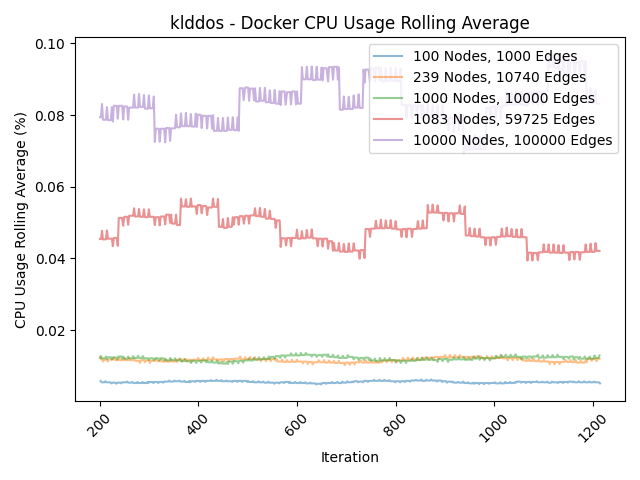 klddos - Docker CPU Usage Rolling Average
CPU Usage Rolling Average (%)
0.10
0.08
0.06
0.04
0.02
100 Nodes, 1000 Edges
239 Nodes, 10740 Edges
1000 Nodes, 10000 Edges
1083 Nodes, 59725 Edges
10000 Nodes, 100000 Edges
200
400
600
800
1000
1200
Iteration